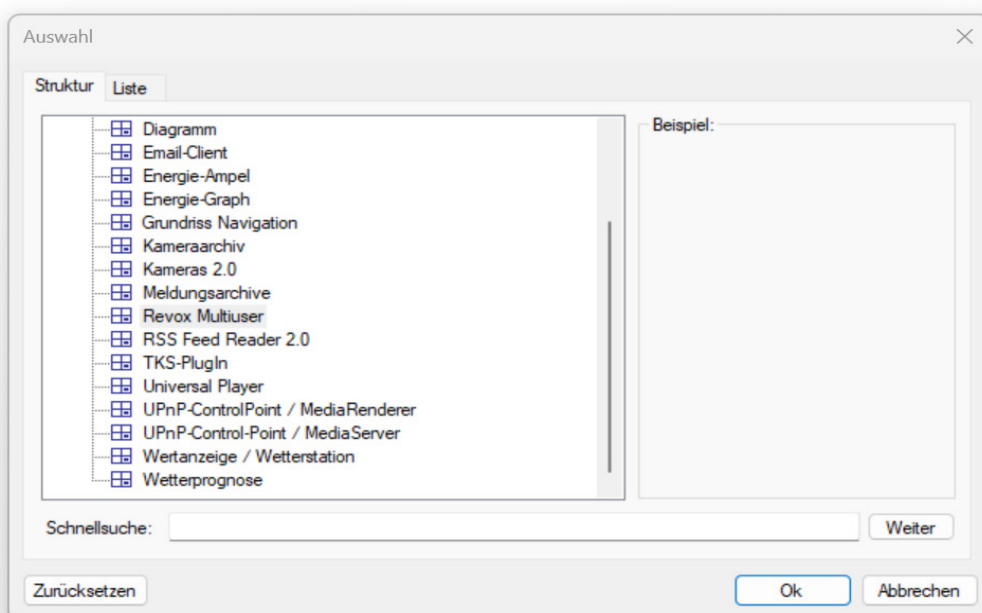 Auswahl
Struktur
Liste
Diagramm
Email-Client
Energie-Ampel
Energie-Graph
Grundriss Navigation
Kameraarchiv
Kameras 2.0
Meldungsarchive
Revox Multiuser
RSS Feed Reader 2.0
TKS-PlugIn
Universal Player
UPnP-ControlPoint / MediaRenderer
UPnP-Control-Point / MediaServer
Wertanzeige / Wetterstation
Wetterprognose
Beispiel:
Schnellsuche:
Weiter
Zurücksetzen
Ok
Abbrechen